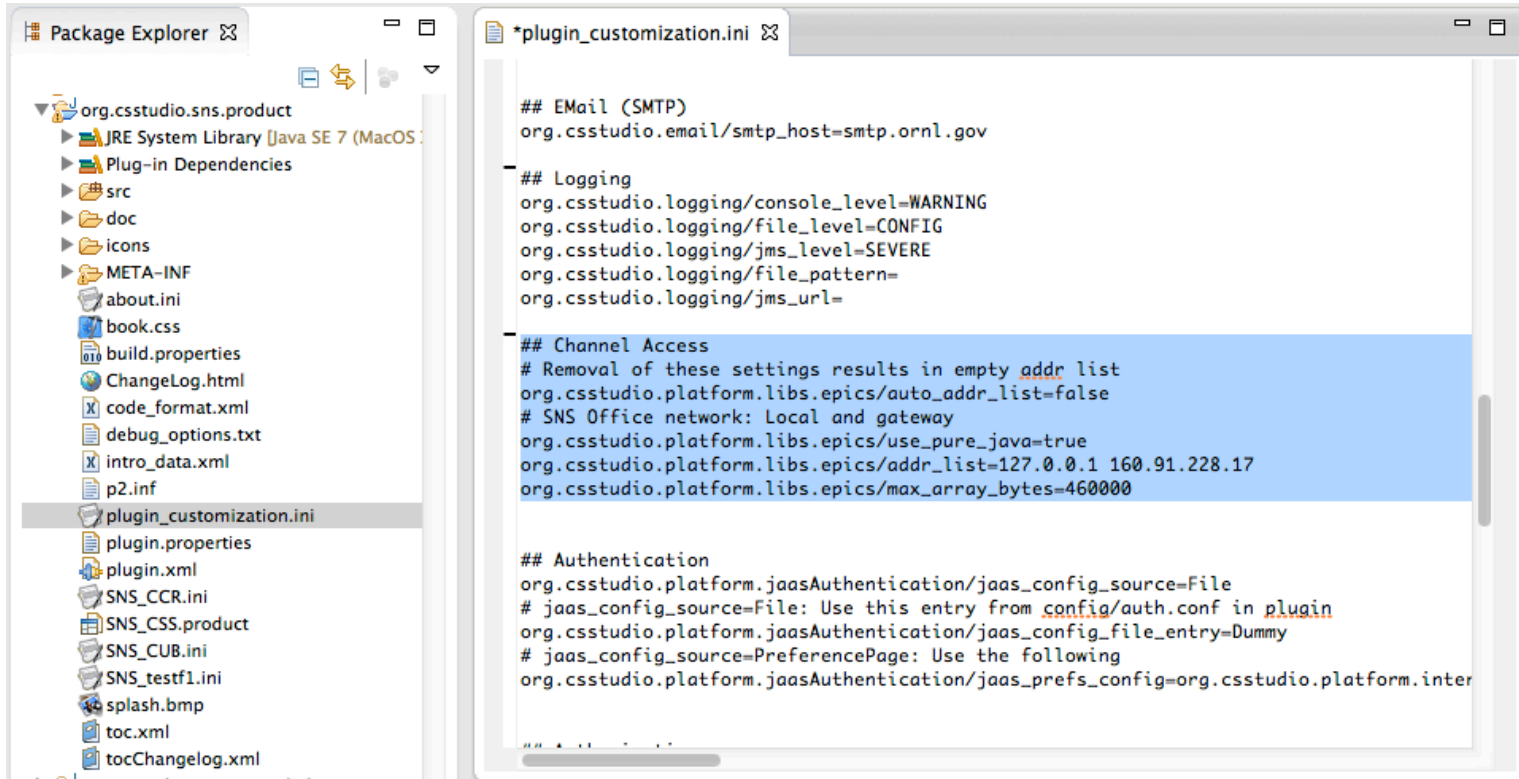 Package Explorer
org.csstudio.sns.product
JRE System Library [Java SE 7 (MacOS
Plug-in Dependencies
src
doc
icons
META-INF
about.ini
book.css
build.properties
ChangeLog.html
code_format.xml
debug_options.txt
intro_data.xml
p2.inf
plugin_customization.ini
plugin.properties
plugin.xml
SNS_CCR.ini
SNS_CSS.product
SNS_CUB.ini
SNS_testf1.ini
splash.bmp
toc.xml
tocChangelog.xml
*plugin_customization.ini
## EMail (SMTP)
org.csstudio.email/smtp_host=smtp.ornl.gov
## Logging
org.csstudio.logging/console_level=WARNING
org.csstudio.logging/file_level=CONFIG
org.csstudio.logging/jms_level=SEVERE
org.csstudio.logging/file_pattern=
org.csstudio.logging/jms_url=
## Channel Access
# Removal of these settings results in empty addr list
org.csstudio.platform.libs.epics/auto_addr_list=false
# SNS Office network: Local and gateway
org.csstudio.platform.libs.epics/use_pure_java=true
org.csstudio.platform.libs.epics/addr_list=127.0.0.1 160.91.228.17
org.csstudio.platform.libs.epics/max_array_bytes=460000
## Authentication
org.csstudio.platform.jaasAuthentication/jaas_config_source=File
# jaas_config_source=File: Use this entry from config/auth.conf in plugin
org.csstudio.platform.jaasAuthentication/jaas_config_file_entry=Dummy
# jaas_config_source=PreferencePage: Use the following
org.csstudio.platform.jaasAuthentication/jaas_prefs_config=org.csstudio.platform.inter